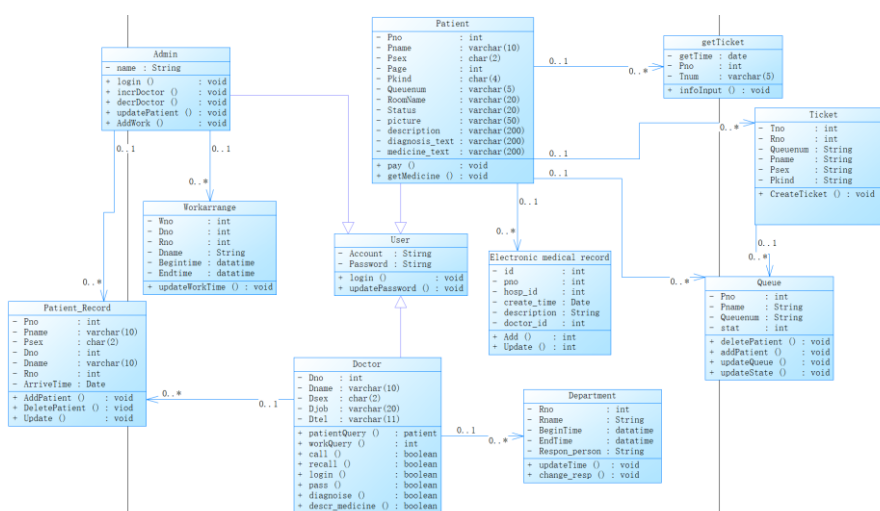 Patient
- Pno : int
- Pname : varchar(10)
- Psex : char(2)
- Page : int
- Pkind : char(4)
- Queuenum : varchar(5)
- RoomName : varchar(20)
- Status : varchar(20)
- picture : varchar(50)
- description : varchar(200)
- diagnosis_text : varchar(200)
- medicine_text : varchar(200)
+ pay () : void
+ getMedicine () : void
Admin
- name : String
+ login () : void
+ incrDoctor () : void
+ decrDoctor () : void
+ updatePatient () : void
+ AddWork () : void
getTicket
- getTime : date
- Pno : int
- Tnum : varchar(5)
+ infoInput () : void
0..1
0..*
Ticket
- Tno : int
- Rno : int
- Queuenum : String
- Pname : String
- Psex : String
- Pkind : String
+ CreateTicket () : void
0..1
0..*
0..1
0..1
0..1
0..1
0..*
0..*
Workarrange
- Wno : int
- Dno : int
- Rno : int
- Dname : String
- Begintime : datatime
- Endtime : datatime
+ updateWorkTime () : void
User
- Account : Stirng
- Password : Stirng
+ login () : void
+ updatePassword () : void
0..*
Electronic medical record
- id : int
- pno : int
- hosp_id : int
- create_time : Date
- description : String
- doctor_id : int
+ Add () : int
+ Update () : int
0..1
0..*
0..*
Queue
- Pno : int
- Pname : String
- Queuenum : String
- stat : int
+ deletePatient () : void
+ addPatient () : void
+ updateQueue () : void
+ updateState () : void
Patient_Record
- Pno : int
- Pname : varchar(10)
- Psex : char(2)
- Dno : int
- Dname : varchar(10)
- Rno : int
- ArriveTime : Date
+ AddPatient () : void
+ DeletePatient () : void
+ Update () : void
0..*
0..1
Doctor
- Dno : int
- Dname : varchar(10)
- Dsex : char(2)
- Djob : varchar(20)
- Dtel : varchar(11)
+ patientQuery () : patient
+ workQuery () : int
+ call () : boolean
+ recall () : boolean
+ login () : boolean
+ pass () : boolean
+ diagnoise () : boolean
+ descr_medicine () : boolean
0..1
0..*
Department
- Rno : int
- Rname : String
- BeginTime : datatime
- EndTime : datatime
- Respon_person : String
+ updateTime () : void
+ change_resp () : void